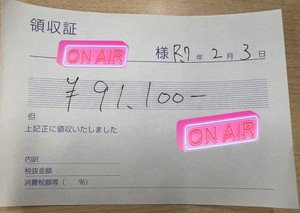 領収証
ON AIR
様 R.7年2月3日
¥91,100−
但
上記正に領収いたしました
ON AIR
内訳
税抜金額
消費税額等( %)